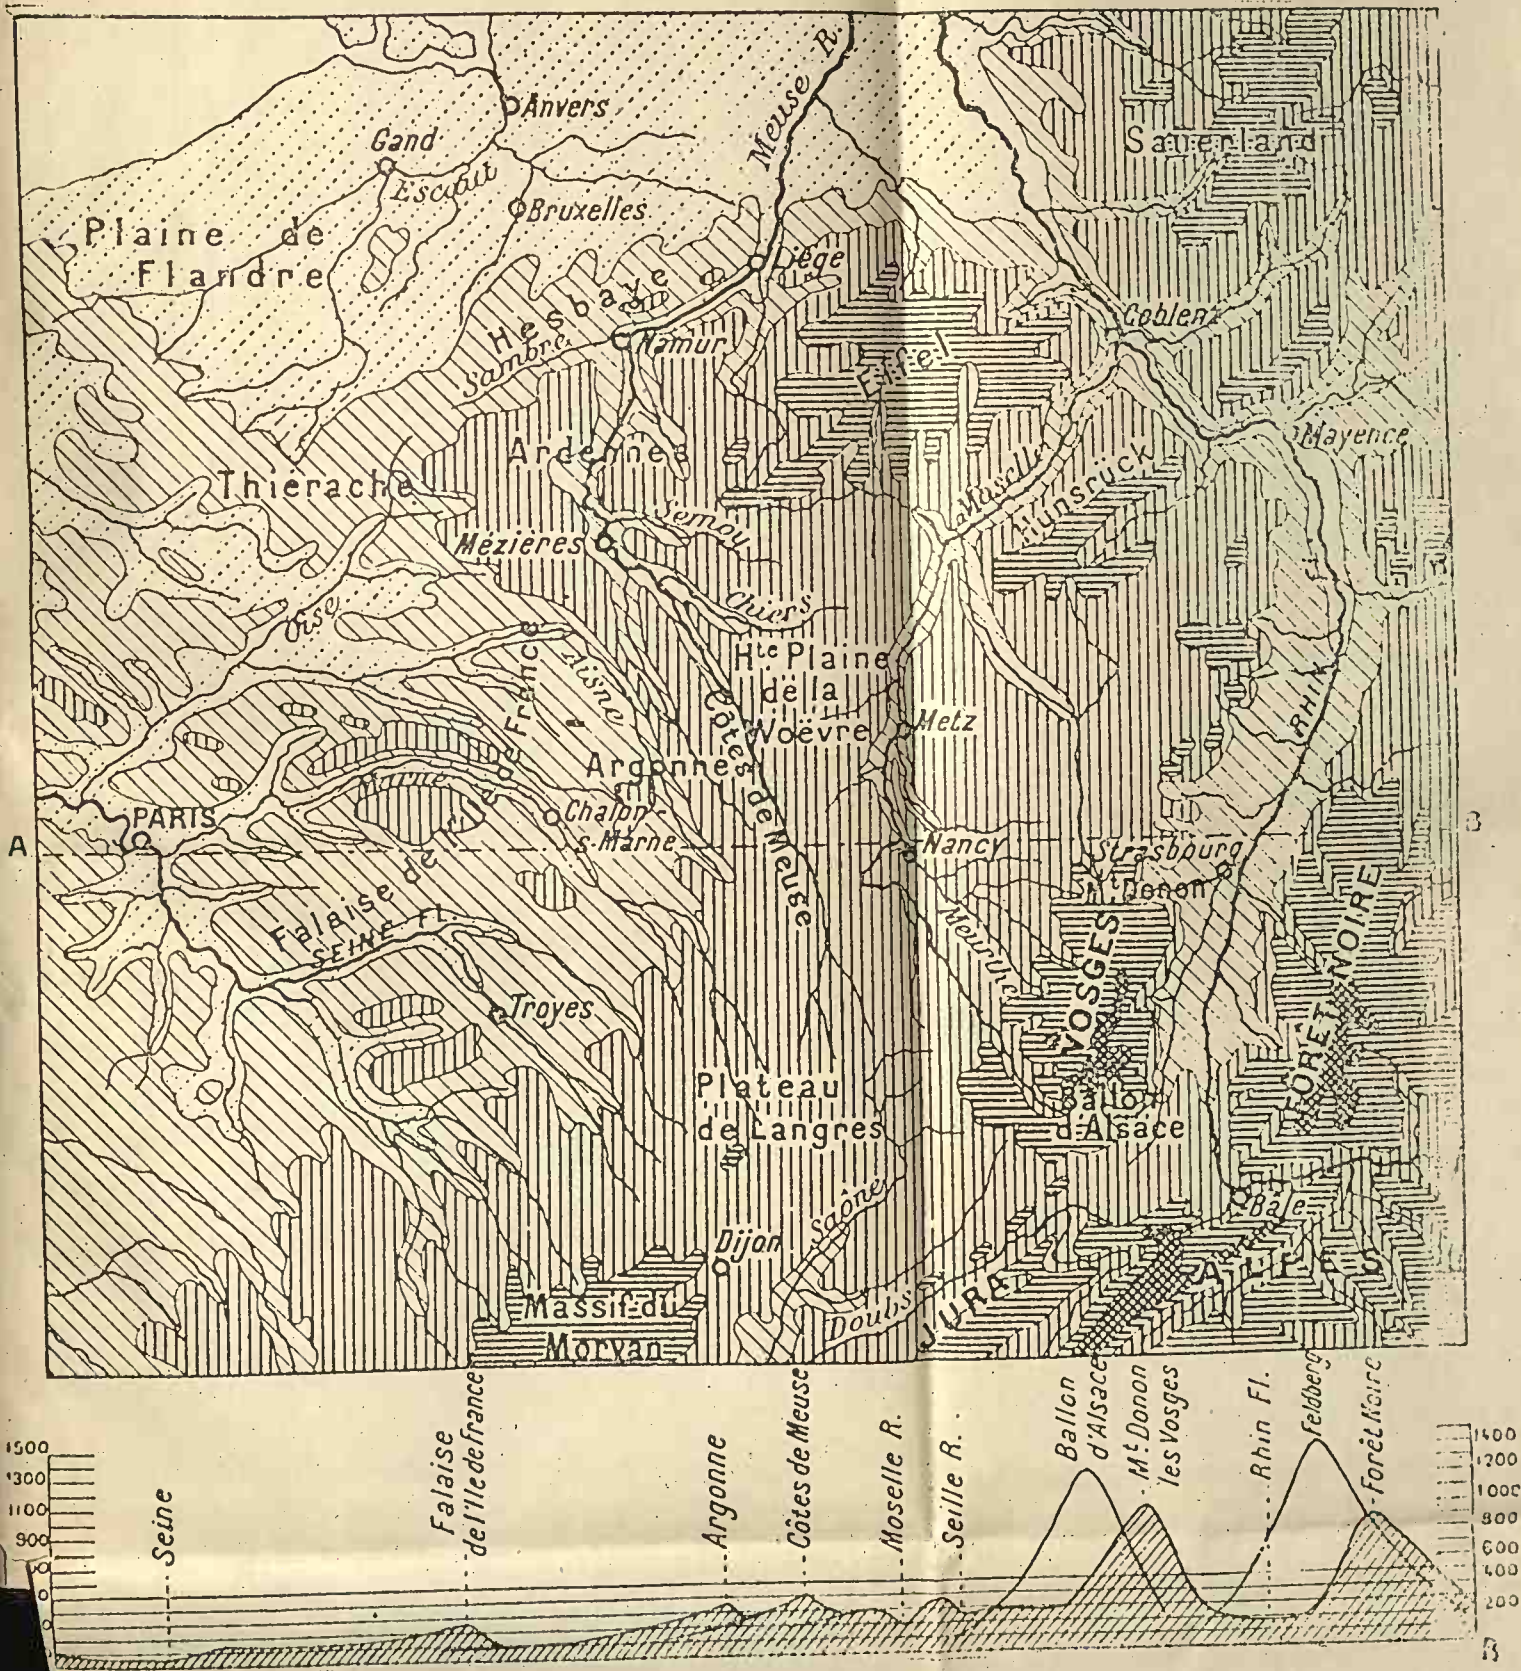 Meuse R.
Anvers
Gand
Escaut
Bruxelles
Sauerland
Plaine de
Flandre
Liège
Hesbaye
Namur
Sambre
Coblenz
Eifel
Mayence
Ardennes
Moselle
Hunsruck
Thiérache
Semoy
Mézières
Chiers
Oise
Aisne
Hte Plaine
de la
Woëvre
RHIN Fl.
Côtes de Meuse
Metz
Argonne
Marne
Chalon-
s-Marne
PARIS
A
B
Nancy
Strasbourg
Mt Donon
Falaise de l'Ile de France
SEINE FL.
Meurthe
VOSGES
FORÊT NOIRE
Troyes
Plateau
de Langres
Ballon
d'Alsace
Saône
Bâle
Dijon
Doubs
JURA
ALPES
Massif du
Morvan
Seine
Falaise
de l'Ile de France
Argonne
Côtes de Meuse
Moselle R.
Seille R.
Ballon
d'Alsace
Mt Donon
les Vosges
Rhin Fl.
Feldberg
Forêt Noire
1500
1300
1100
900
1400
1200
1000
800
600
400
200
B